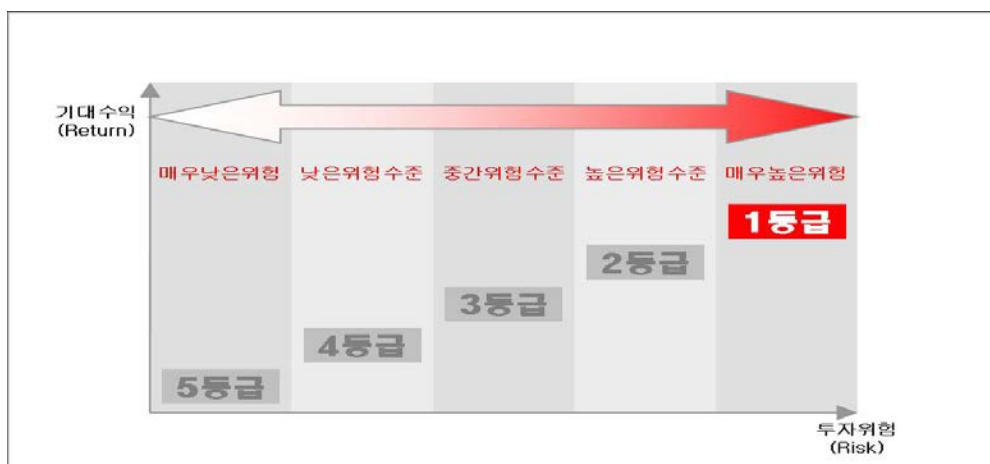 기대수익
(Return)
매우낮은위험 낮은위험수준 중간위험수준 높은위험수준 매우높은위험
1등급
2등급
3등급
4등급
5등급
투자위험
(Risk)